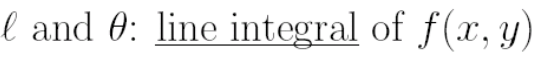 ℓ and θ: line integral of f(x, y)